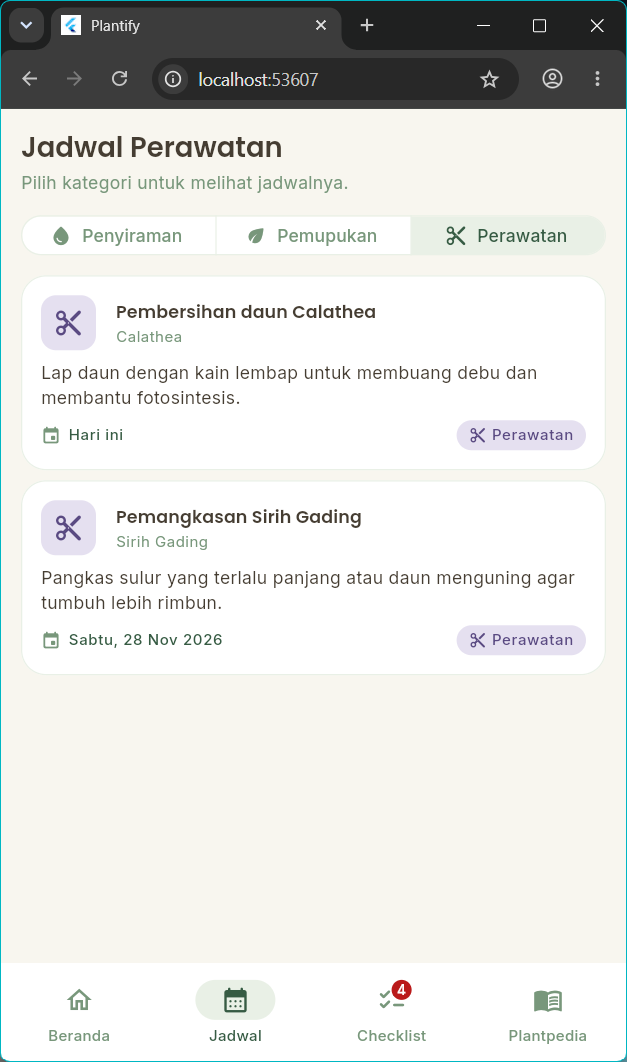 Plantify
localhost:53607
Jadwal Perawatan
Pilih kategori untuk melihat jadwalnya.
Penyiraman
Pemupukan
Perawatan
Pembersihan daun Calathea
Calathea
Lap daun dengan kain lembap untuk membuang debu dan
membantu fotosintesis.
Hari ini
Perawatan
Pemangkasan Sirih Gading
Sirih Gading
Pangkas sulur yang terlalu panjang atau daun menguning agar
tumbuh lebih rimbun.
Sabtu, 28 Nov 2026
Perawatan
4
Beranda
Jadwal
Checklist
Plantpedia